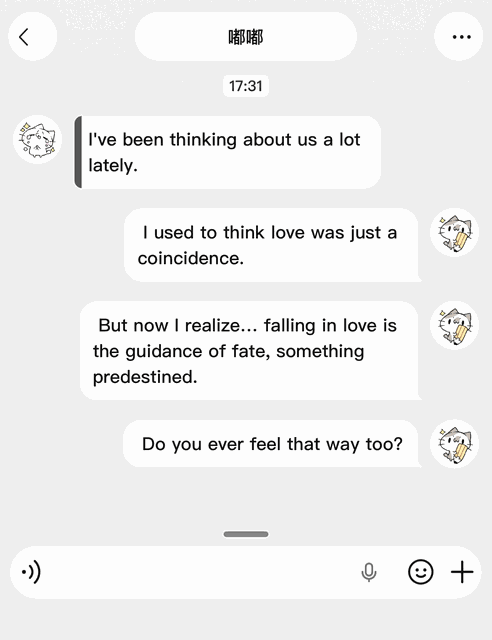 嘟嘟
17:31
I've been thinking about us a lot
lately.
I used to think love was just a
coincidence.
But now I realize... falling in love is
the guidance of fate, something
predestined.
Do you ever feel that way too?